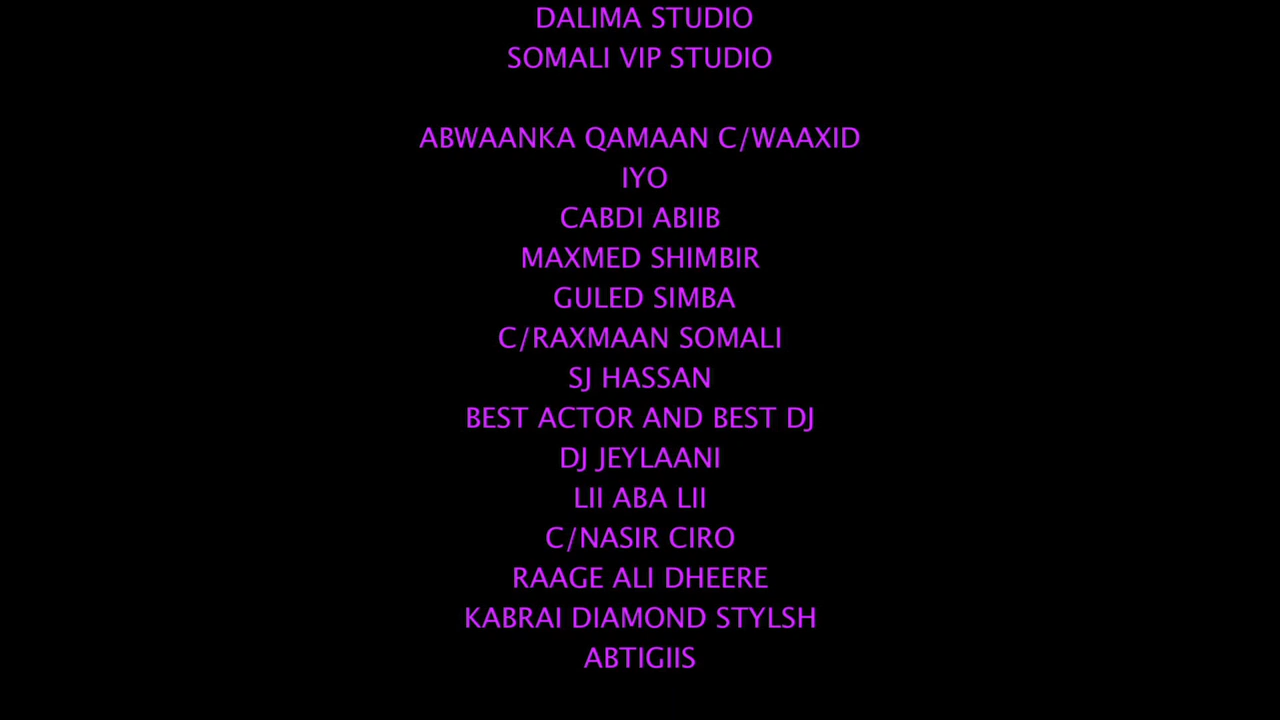 DALIMA STUDIO
SOMALI VIP STUDIO
ABWAANKA QAMAAN C/WAAXID
IYO
CABDI ABIIB
MAXMED SHIMBIR
GULED SIMBA
C/RAXMAAN SOMALI
SJ HASSAN
BEST ACTOR AND BEST DJ
DJ JEYLAANI
LII ABA LII
C/NASIR CIRO
RAAGE ALI DHEERE
KABRAI DIAMOND STYLSH
ABTIGIIS